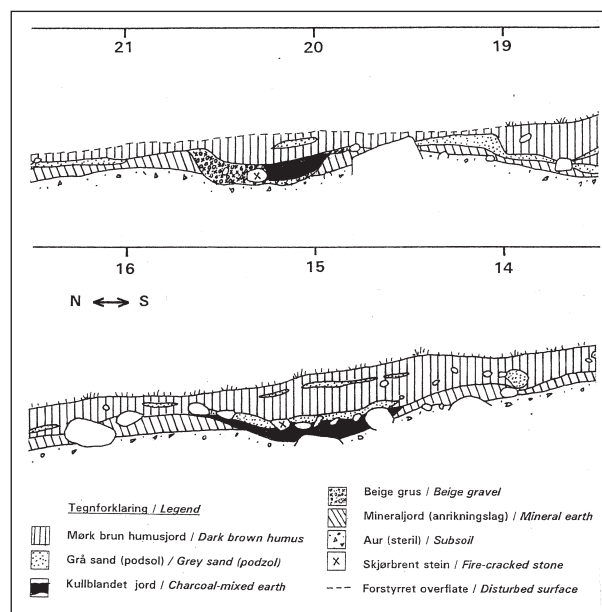 21 20 19
X
16 15 14
N ↔ S
X
Tegnforklaring / Legend
Mørk brun humusjord / Dark brown humus
Grå sand (podsol) / Grey sand (podzol)
Kullblandet jord / Charcoal-mixed earth
Beige grus / Beige gravel
Mineraljord (anrikningslag) / Mineral earth
Aur (steril) / Subsoil
X Skjørbrent stein / Fire-cracked stone
Forstyrret overflate / Disturbed surface